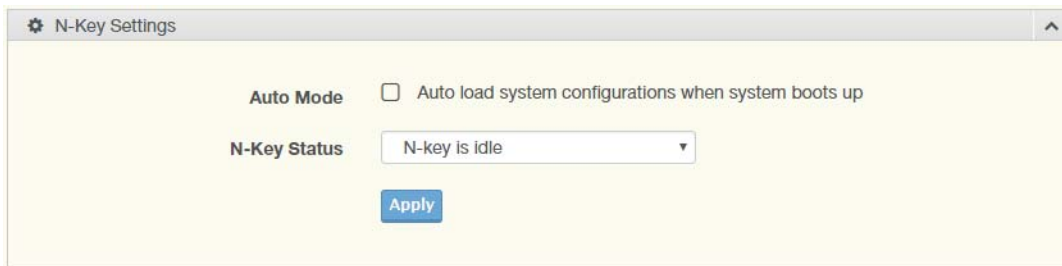 N-Key Settings
Auto Mode Auto load system configurations when system boots up
N-Key Status N-key is idle
Apply